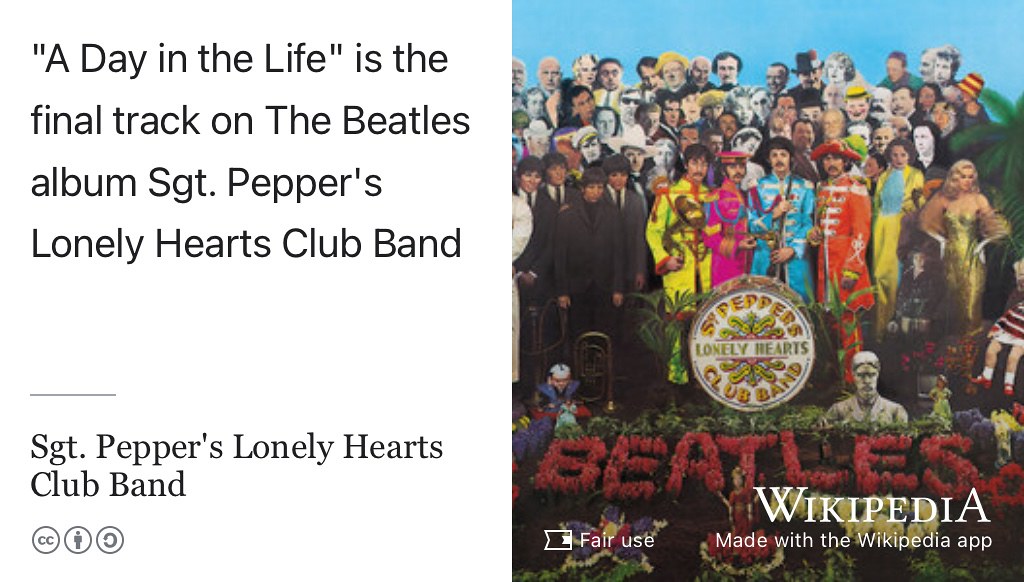 "A Day in the Life" is the
final track on The Beatles
album Sgt. Pepper's
Lonely Hearts Club Band
Sgt. Pepper's Lonely Hearts
Club Band
cc
SGT. PEPPERS
LONELY HEARTS
CLUB BAND
BEATLES
WIKIPEDIA
Fair use
Made with the Wikipedia app